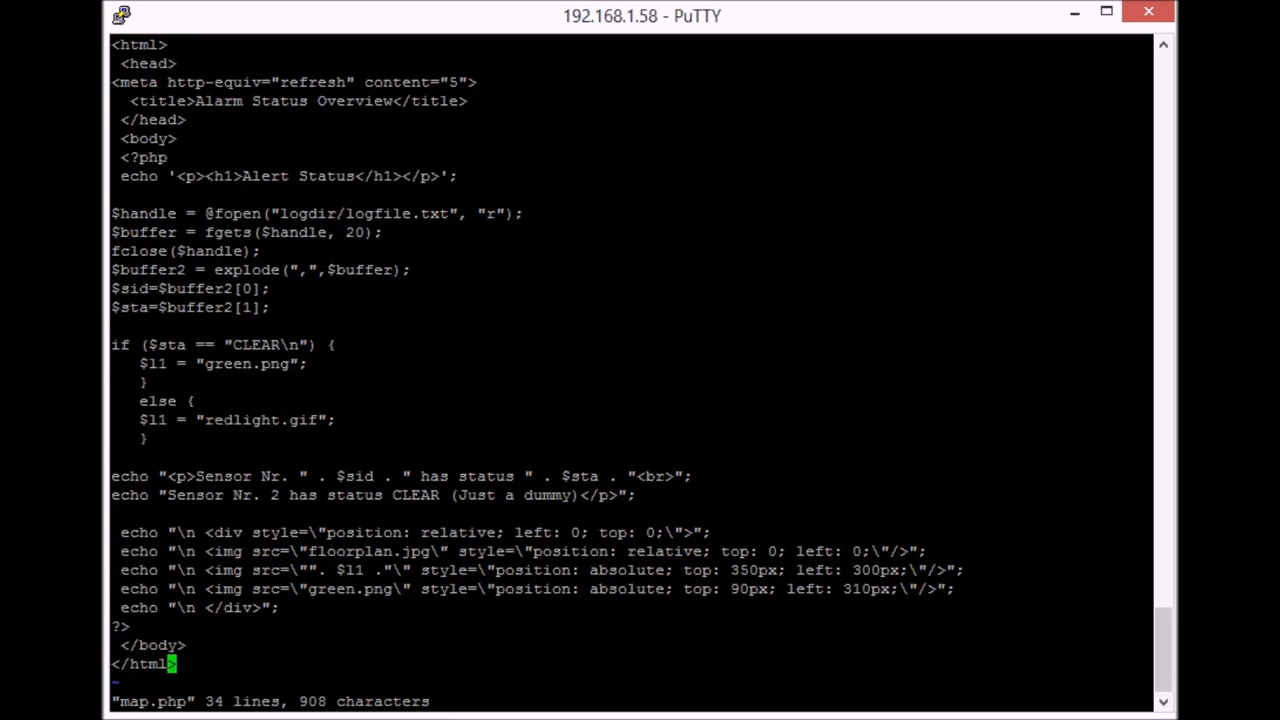 192.168.1.58 - PuTTY
<html>
 <head>
<meta http-equiv="refresh" content="5">
  <title>Alarm Status Overview</title>
 </head>
 <body>
 <?php
 echo '<p><h1>Alert Status</h1></p>';
$handle = @fopen("logdir/logfile.txt", "r");
$buffer = fgets($handle, 20);
fclose($handle);
$buffer2 = explode(",",$buffer);
$sid=$buffer2[0];
$sta=$buffer2[1];
if ($sta == "CLEAR\n") {
   $l1 = "green.png";
   }
   else {
   $l1 = "redlight.gif";
   }
echo "<p>Sensor Nr. " . $sid . " has status " . $sta . "<br>";
echo "Sensor Nr. 2 has status CLEAR (Just a dummy)</p>";
 echo "\n <div style=\"position: relative; left: 0; top: 0;\">";
 echo "\n <img src=\"floorplan.jpg\" style=\"position: relative; top: 0; left: 0;\"/>";
 echo "\n <img src=\"". $l1 ."\" style=\"position: absolute; top: 350px; left: 300px;\"/>";
 echo "\n <img src=\"green.png\" style=\"position: absolute; top: 90px; left: 310px;\"/>";
 echo "\n </div>";
?>
 </body>
</html>
~
"map.php" 34 lines, 908 characters